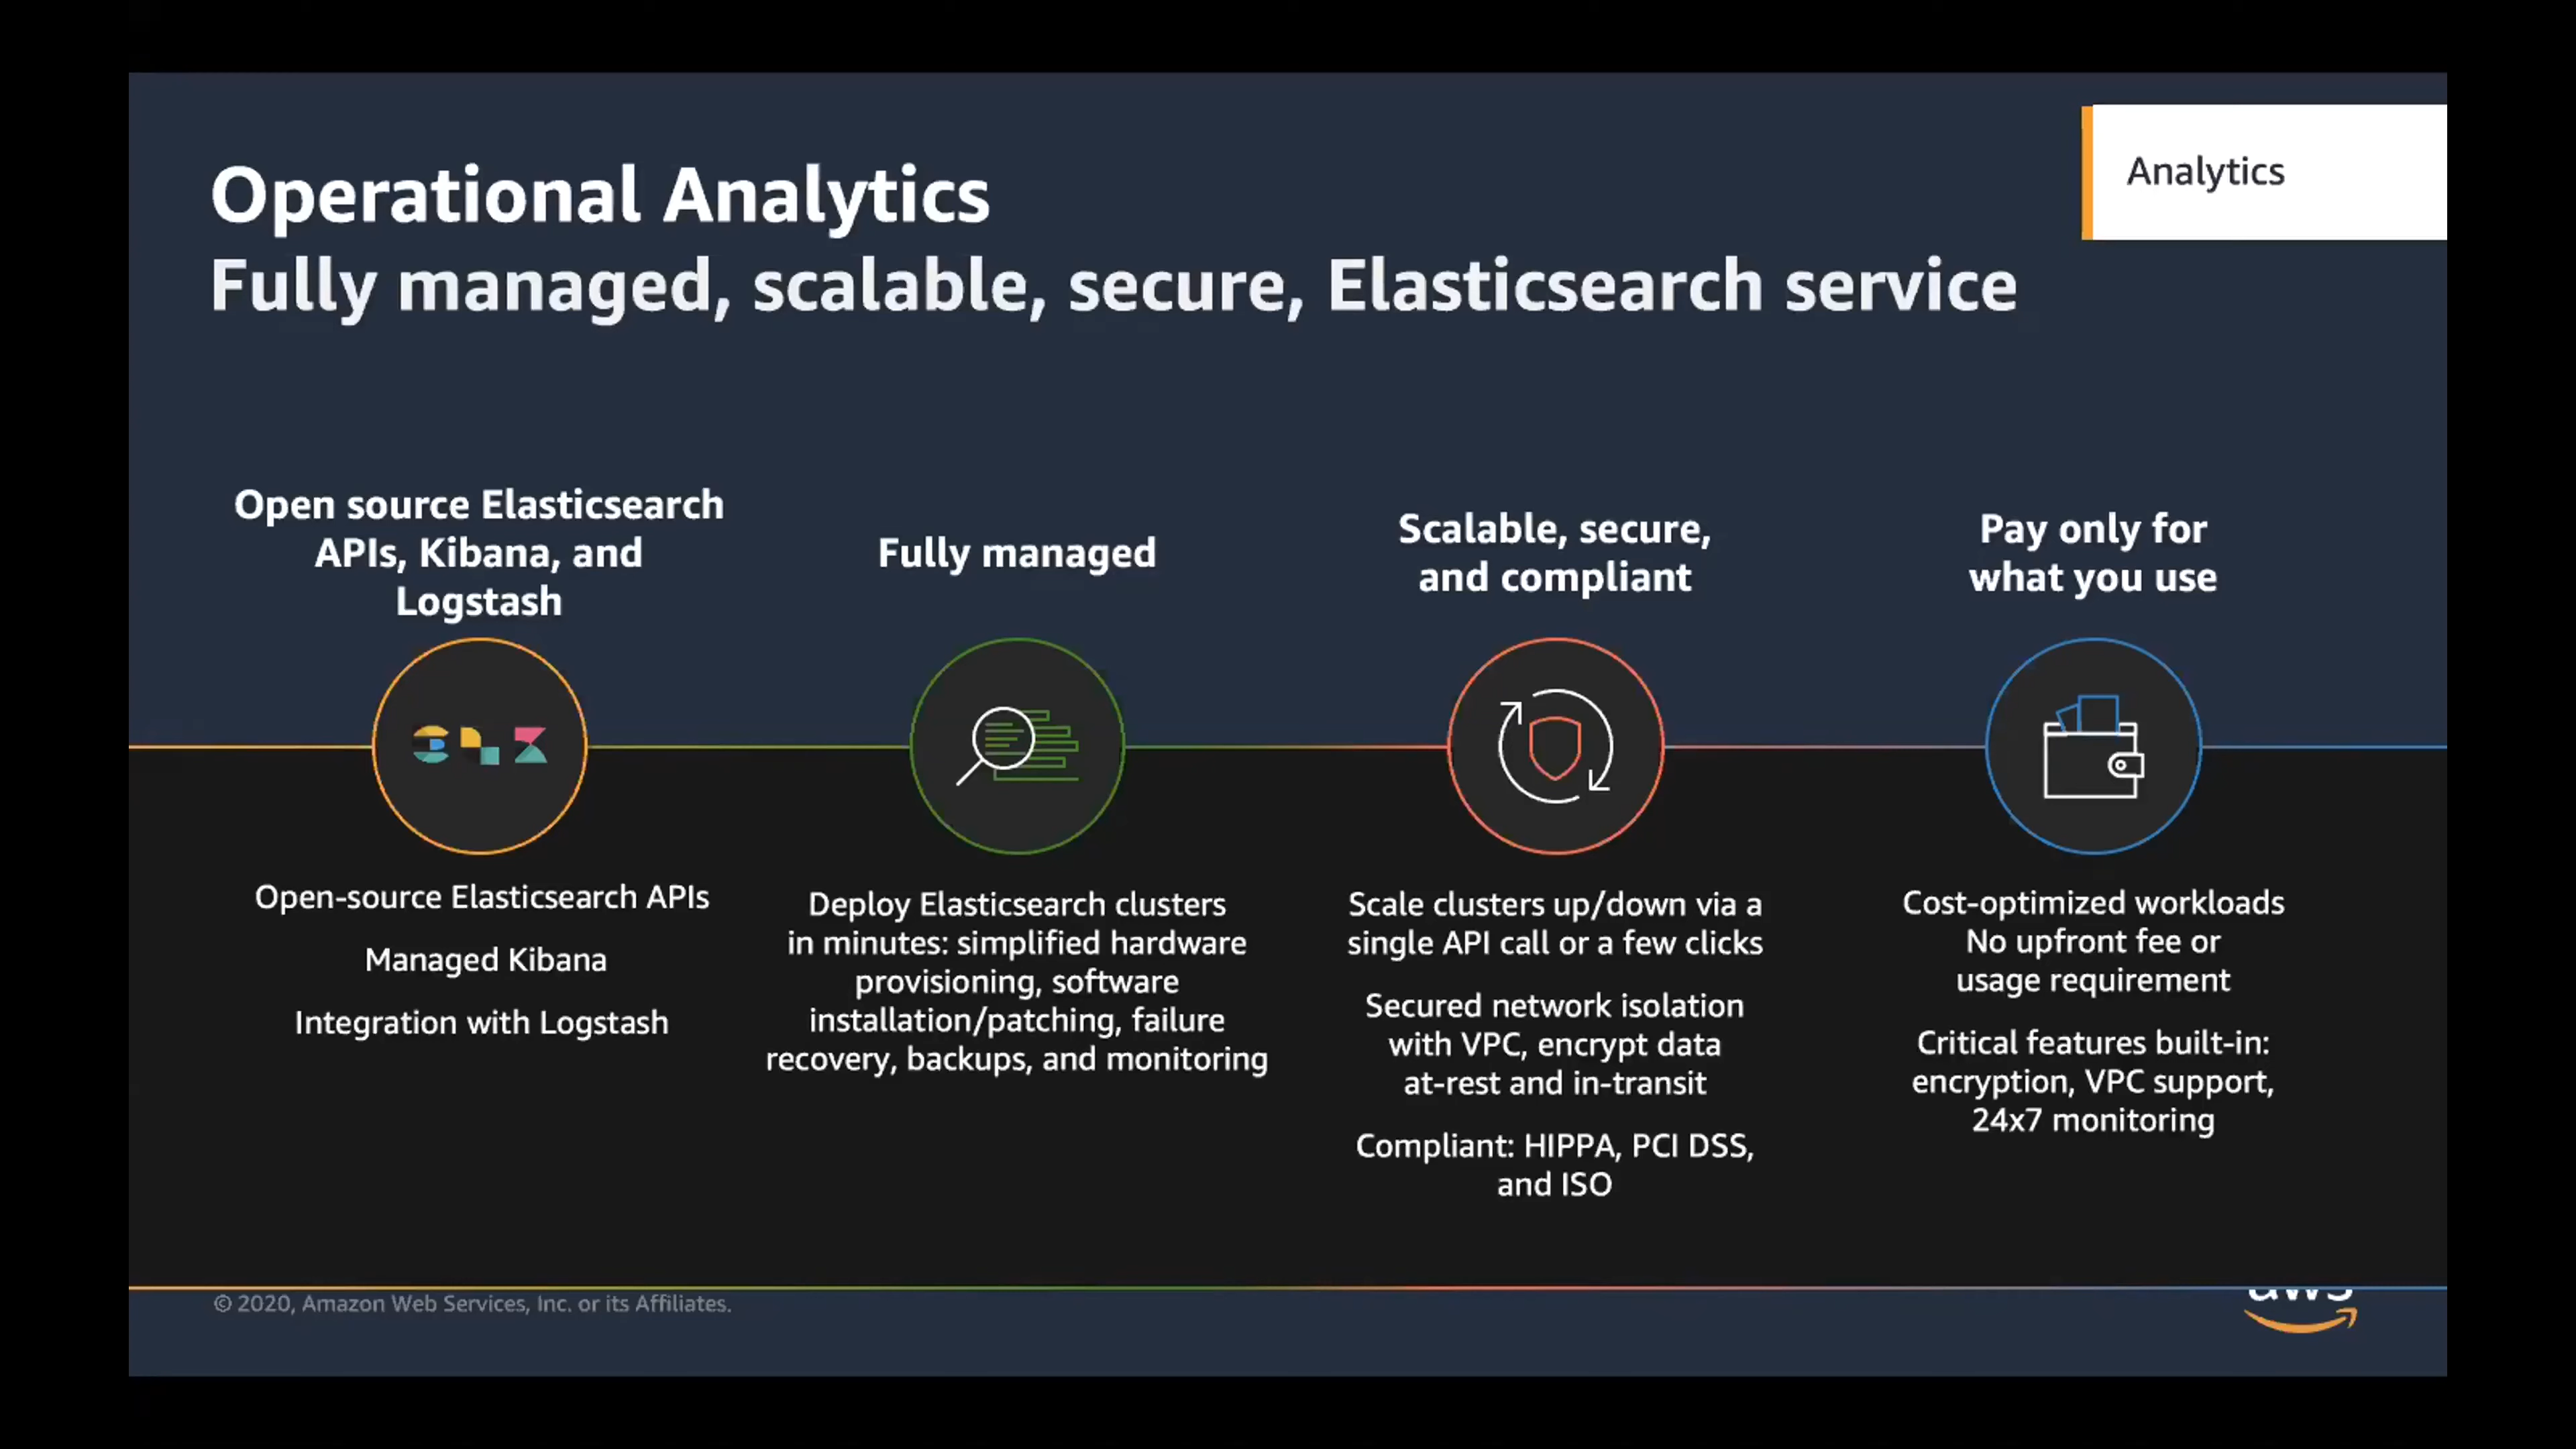 Analytics
Operational Analytics
Fully managed, scalable, secure, Elasticsearch service
Open source Elasticsearch
APIs, Kibana, and
Logstash
Open-source Elasticsearch APIs
Managed Kibana
Integration with Logstash
Fully managed
Deploy Elasticsearch clusters
in minutes: simplified hardware
provisioning, software
installation/patching, failure
recovery, backups, and monitoring
Scalable, secure,
and compliant
Scale clusters up/down via a
single API call or a few clicks
Secured network isolation
with VPC, encrypt data
at-rest and in-transit
Compliant: HIPPA, PCI DSS,
and ISO
Pay only for
what you use
Cost-optimized workloads
No upfront fee or
usage requirement
Critical features built-in:
encryption, VPC support,
24x7 monitoring
© 2020, Amazon Web Services, Inc. or its Affiliates.
aws